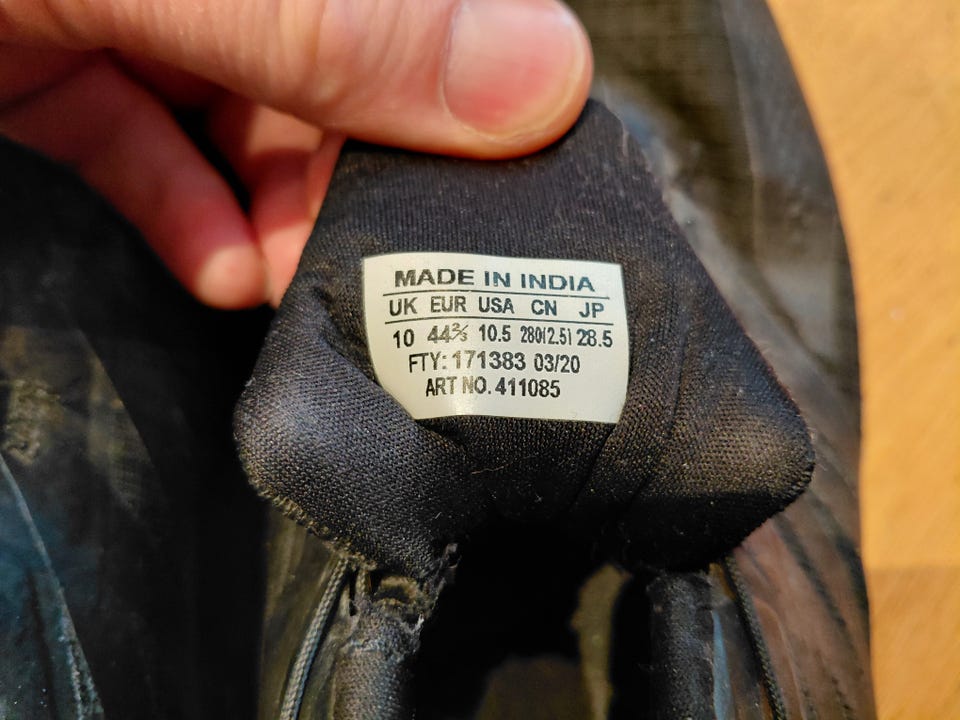 MADE IN INDIA
UK EUR USA CN JP
10 44⅔ 10.5 280(2.5) 28.5
FTY: 171383 03/20
ART NO. 411085